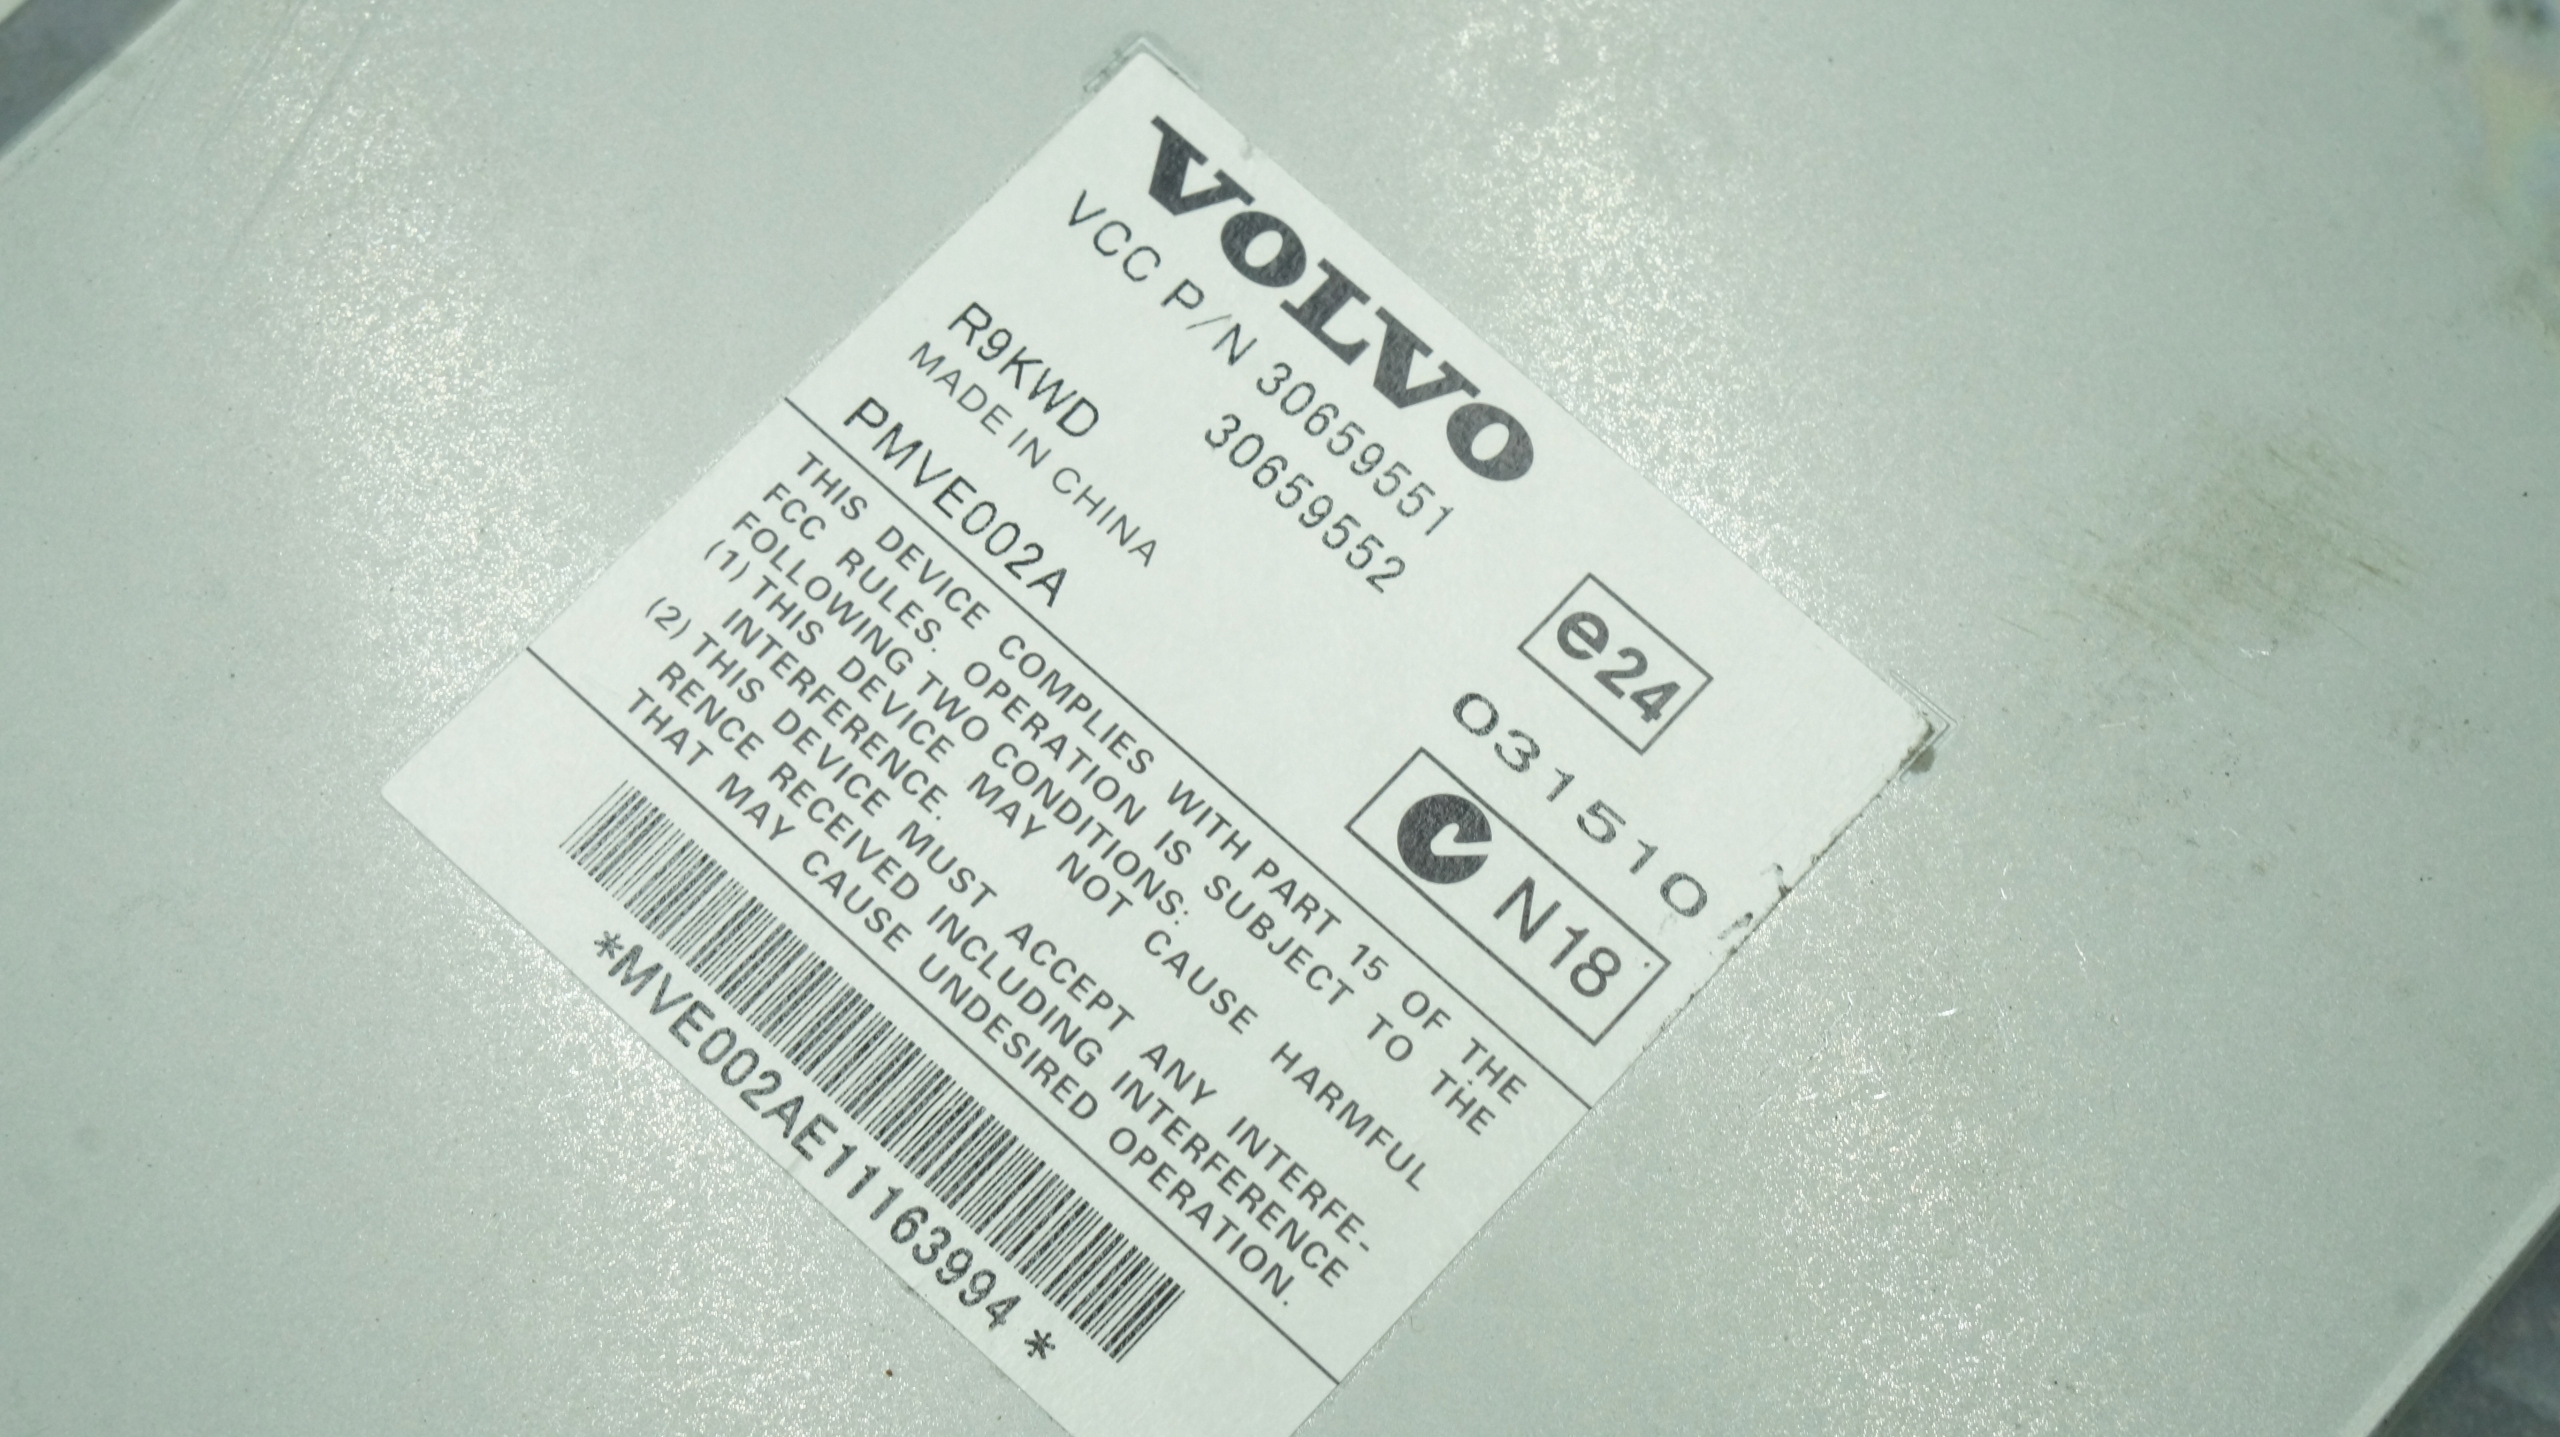 VOLVO
VCC P/N 30659551
30659552
R9KWD
MADE IN CHINA
PMVE002A
e24
031510
N18
THIS DEVICE COMPLIES WITH PART 15 OF THE
FCC RULES. OPERATION IS SUBJECT TO THE
FOLLOWING TWO CONDITIONS:
(1) THIS DEVICE MAY NOT CAUSE HARMFUL
INTERFERENCE.
(2) THIS DEVICE MUST ACCEPT ANY INTERFE-
RENCE RECEIVED INCLUDING INTERFERENCE
THAT MAY CAUSE UNDESIRED OPERATION.
*MVE002AE11163994*